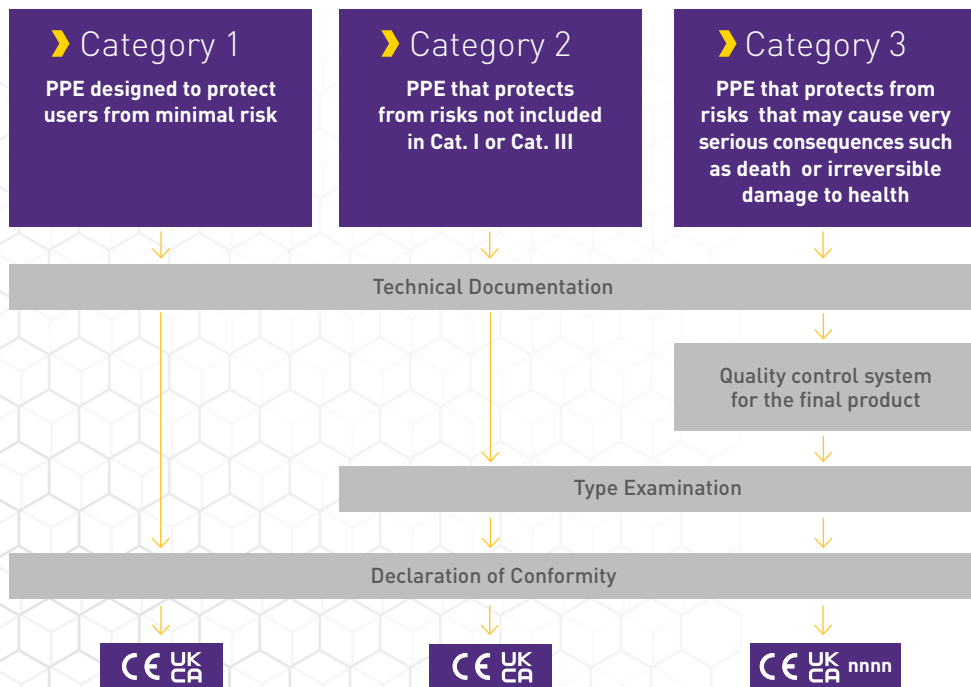 Category 1
PPE designed to protect
users from minimal risk
Category 2
PPE that protects
from risks not included
in Cat. I or Cat. III
Category 3
PPE that protects from
risks that may cause very
serious consequences such
as death or irreversible
damage to health
Technical Documentation
Quality control system
for the final product
Type Examination
Declaration of Conformity
CE UK
CA
CE UK
CA
CE UK nnnn
CA